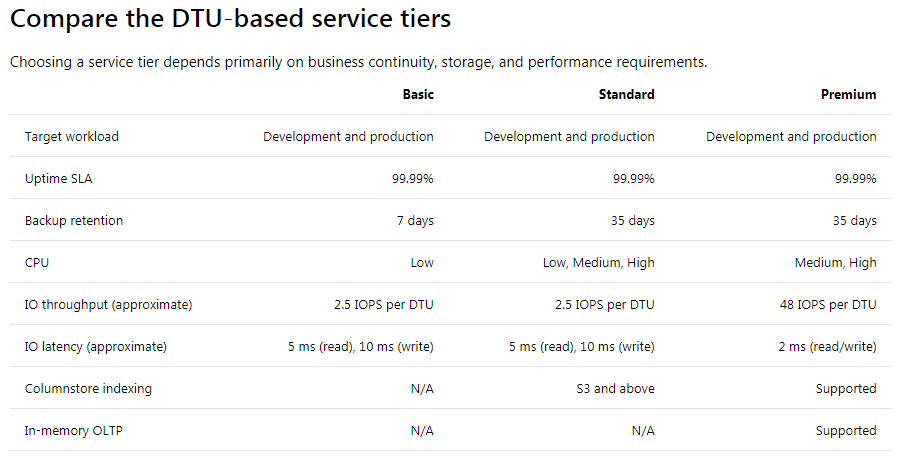 Compare the DTU-based service tiers
Choosing a service tier depends primarily on business continuity, storage, and performance requirements.
Basic Standard Premium
Target workload Development and production Development and production Development and production
Uptime SLA 99.99% 99.99% 99.99%
Backup retention 7 days 35 days 35 days
CPU Low Low, Medium, High Medium, High
IO throughput (approximate) 2.5 IOPS per DTU 2.5 IOPS per DTU 48 IOPS per DTU
IO latency (approximate) 5 ms (read), 10 ms (write) 5 ms (read), 10 ms (write) 2 ms (read/write)
Columnstore indexing N/A S3 and above Supported
In-memory OLTP N/A N/A Supported